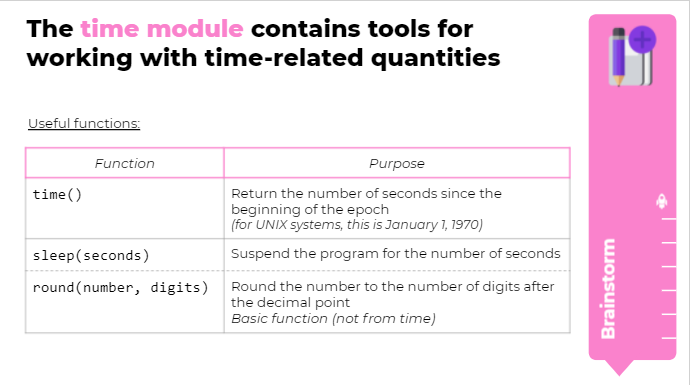 The time module contains tools for
working with time-related quantities
Useful functions:
Function
Purpose
time()
Return the number of seconds since the
beginning of the epoch
(for UNIX systems, this is January 1, 1970)
sleep(seconds)
Suspend the program for the number of seconds
round(number, digits)
Round the number to the number of digits after
the decimal point
Basic function (not from time)
Brainstorm